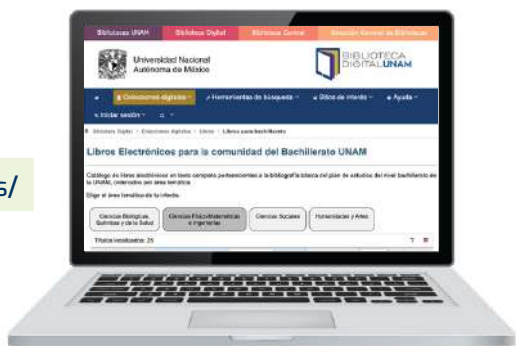 Bibliotecas UNAM
Biblioteca Digital
Biblioteca Central
Dirección General de Bibliotecas
Universidad Nacional
Autónoma de México
BIBLIOTECA
DIGITAL UNAM
Colecciones digitales
Herramientas de búsqueda
Sitios de interés
Ayuda
Iniciar sesión
Biblioteca Digital Colecciones digitales Libros Libros para bachillerato
Libros Electrónicos para la comunidad del Bachillerato UNAM
Catálogo de libros electrónicos en texto completo pertenecientes a la bibliografía básica del plan de estudios del nivel bachillerato de
la UNAM, ordenados por área temática.
Elige el área temática de tu interés.
Ciencias Biológicas,
Químicas y de la Salud
Ciencias Físico-Matemáticas
e Ingenierías
Ciencias Sociales
Humanidades y Artes
Títulos localizados: 25
s/